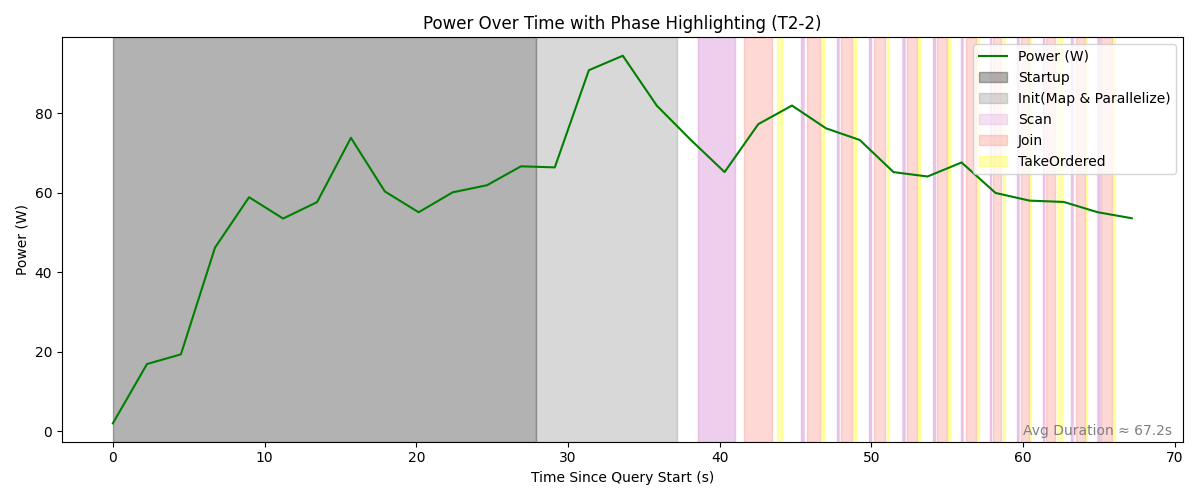 Power Over Time with Phase Highlighting (T2-2)
Power (W)
Startup
Init(Map & Parallelize)
Scan
Join
TakeOrdered
Power (W)
80
60
40
20
0
Avg Duration ≈ 67.2s
0 10 20 30 40 50 60 70
Time Since Query Start (s)